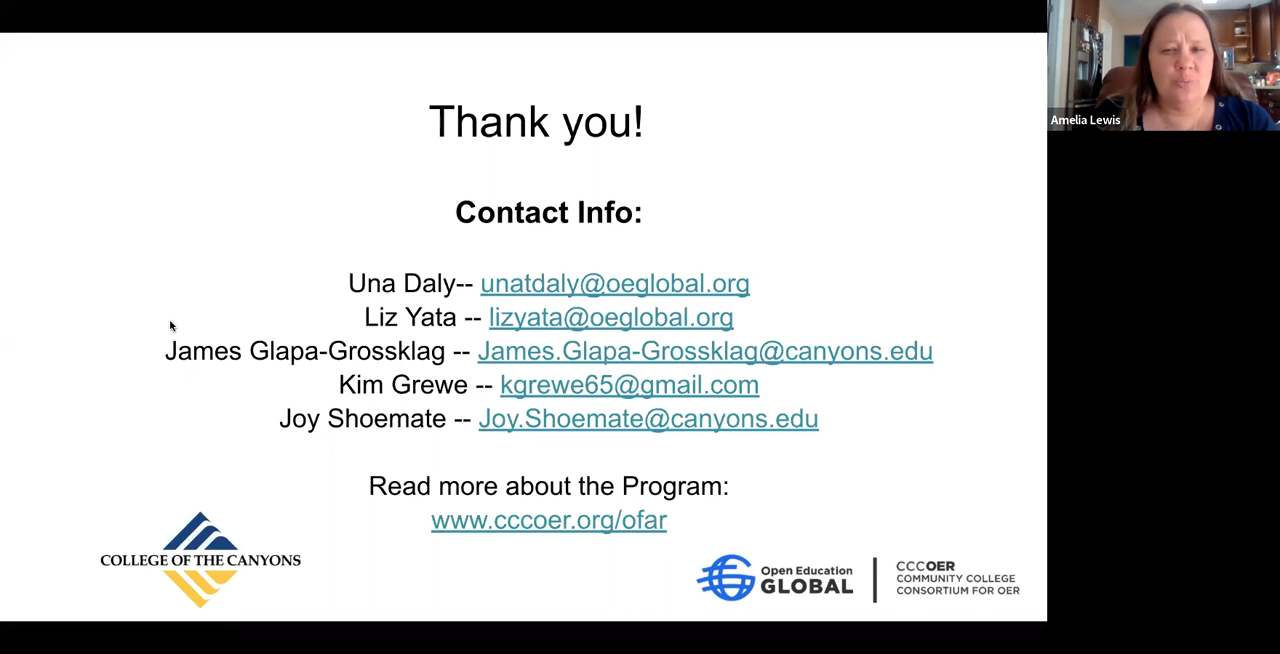 Thank you!
Contact Info:
Una Daly-- unatdaly@oeglobal.org
Liz Yata -- lizyata@oeglobal.org
James Glapa-Grossklag -- James.Glapa-Grossklag@canyons.edu
Kim Grewe -- kgrewe65@gmail.com
Joy Shoemate -- Joy.Shoemate@canyons.edu
Read more about the Program:
www.cccoer.org/ofar
COLLEGE OF THE CANYONS
Open Education
GLOBAL
CCCOER
COMMUNITY COLLEGE
CONSORTIUM FOR OER
Amelia Lewis